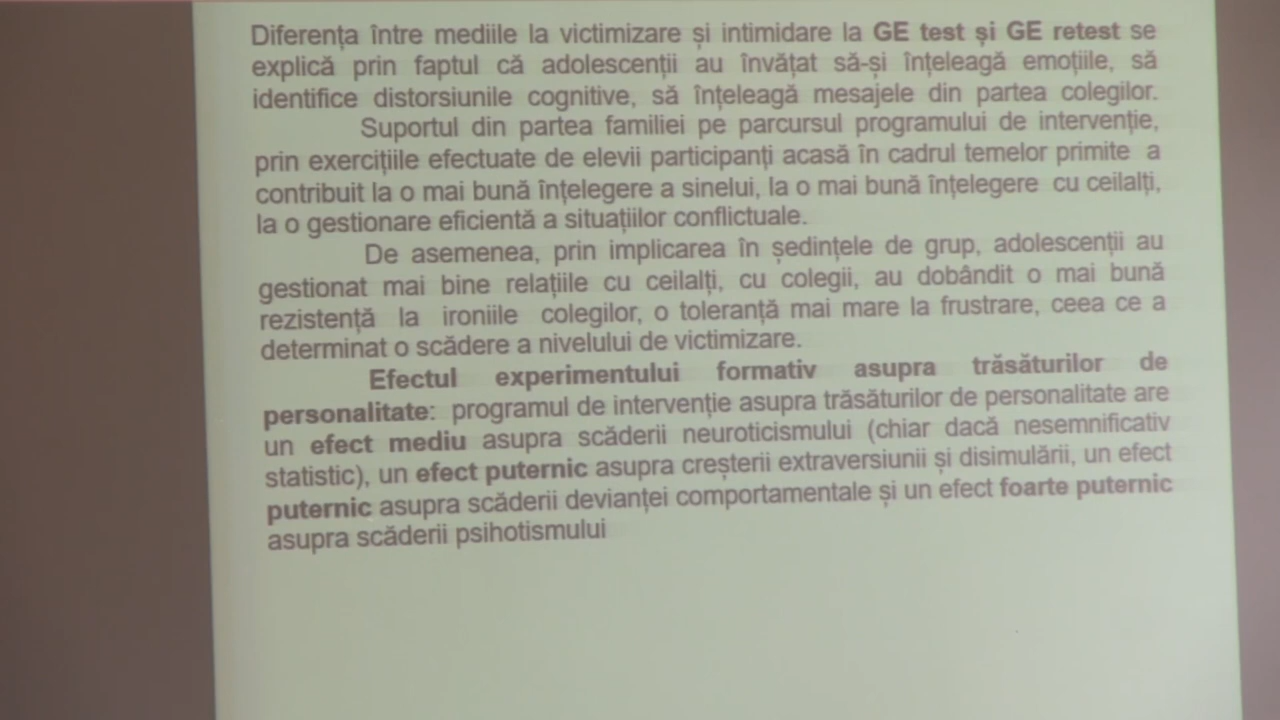 Diferența între mediile la victimizare și intimidare la GE test și GE retest se
explică prin faptul că adolescenții au învățat să-și înțeleagă emoțiile, să
identifice distorsiunile cognitive, să înțeleagă mesajele din partea colegilor.
Suportul din partea familiei pe parcursul programului de intervenție,
prin exercițiile efectuate de elevii participanți acasă în cadrul temelor primite a
contribuit la o mai bună înțelegere a sinelui, la o mai bună înțelegere cu ceilalți,
la o gestionare eficientă a situațiilor conflictuale.
De asemenea, prin implicarea în ședințele de grup, adolescenții au
gestionat mai bine relațiile cu ceilalți, cu colegii, au dobândit o mai bună
rezistență la ironiile colegilor, o toleranță mai mare la frustrare, ceea ce a
determinat o scădere a nivelului de victimizare.
Efectul experimentului formativ asupra trăsăturilor de
personalitate: programul de intervenție asupra trăsăturilor de personalitate are
un efect mediu asupra scăderii neuroticismului (chiar dacă nesemnificativ
statistic), un efect puternic asupra creșterii extraversiunii și disimulării, un efect
puternic asupra scăderii devianței comportamentale și un efect foarte puternic
asupra scăderii psihotismului